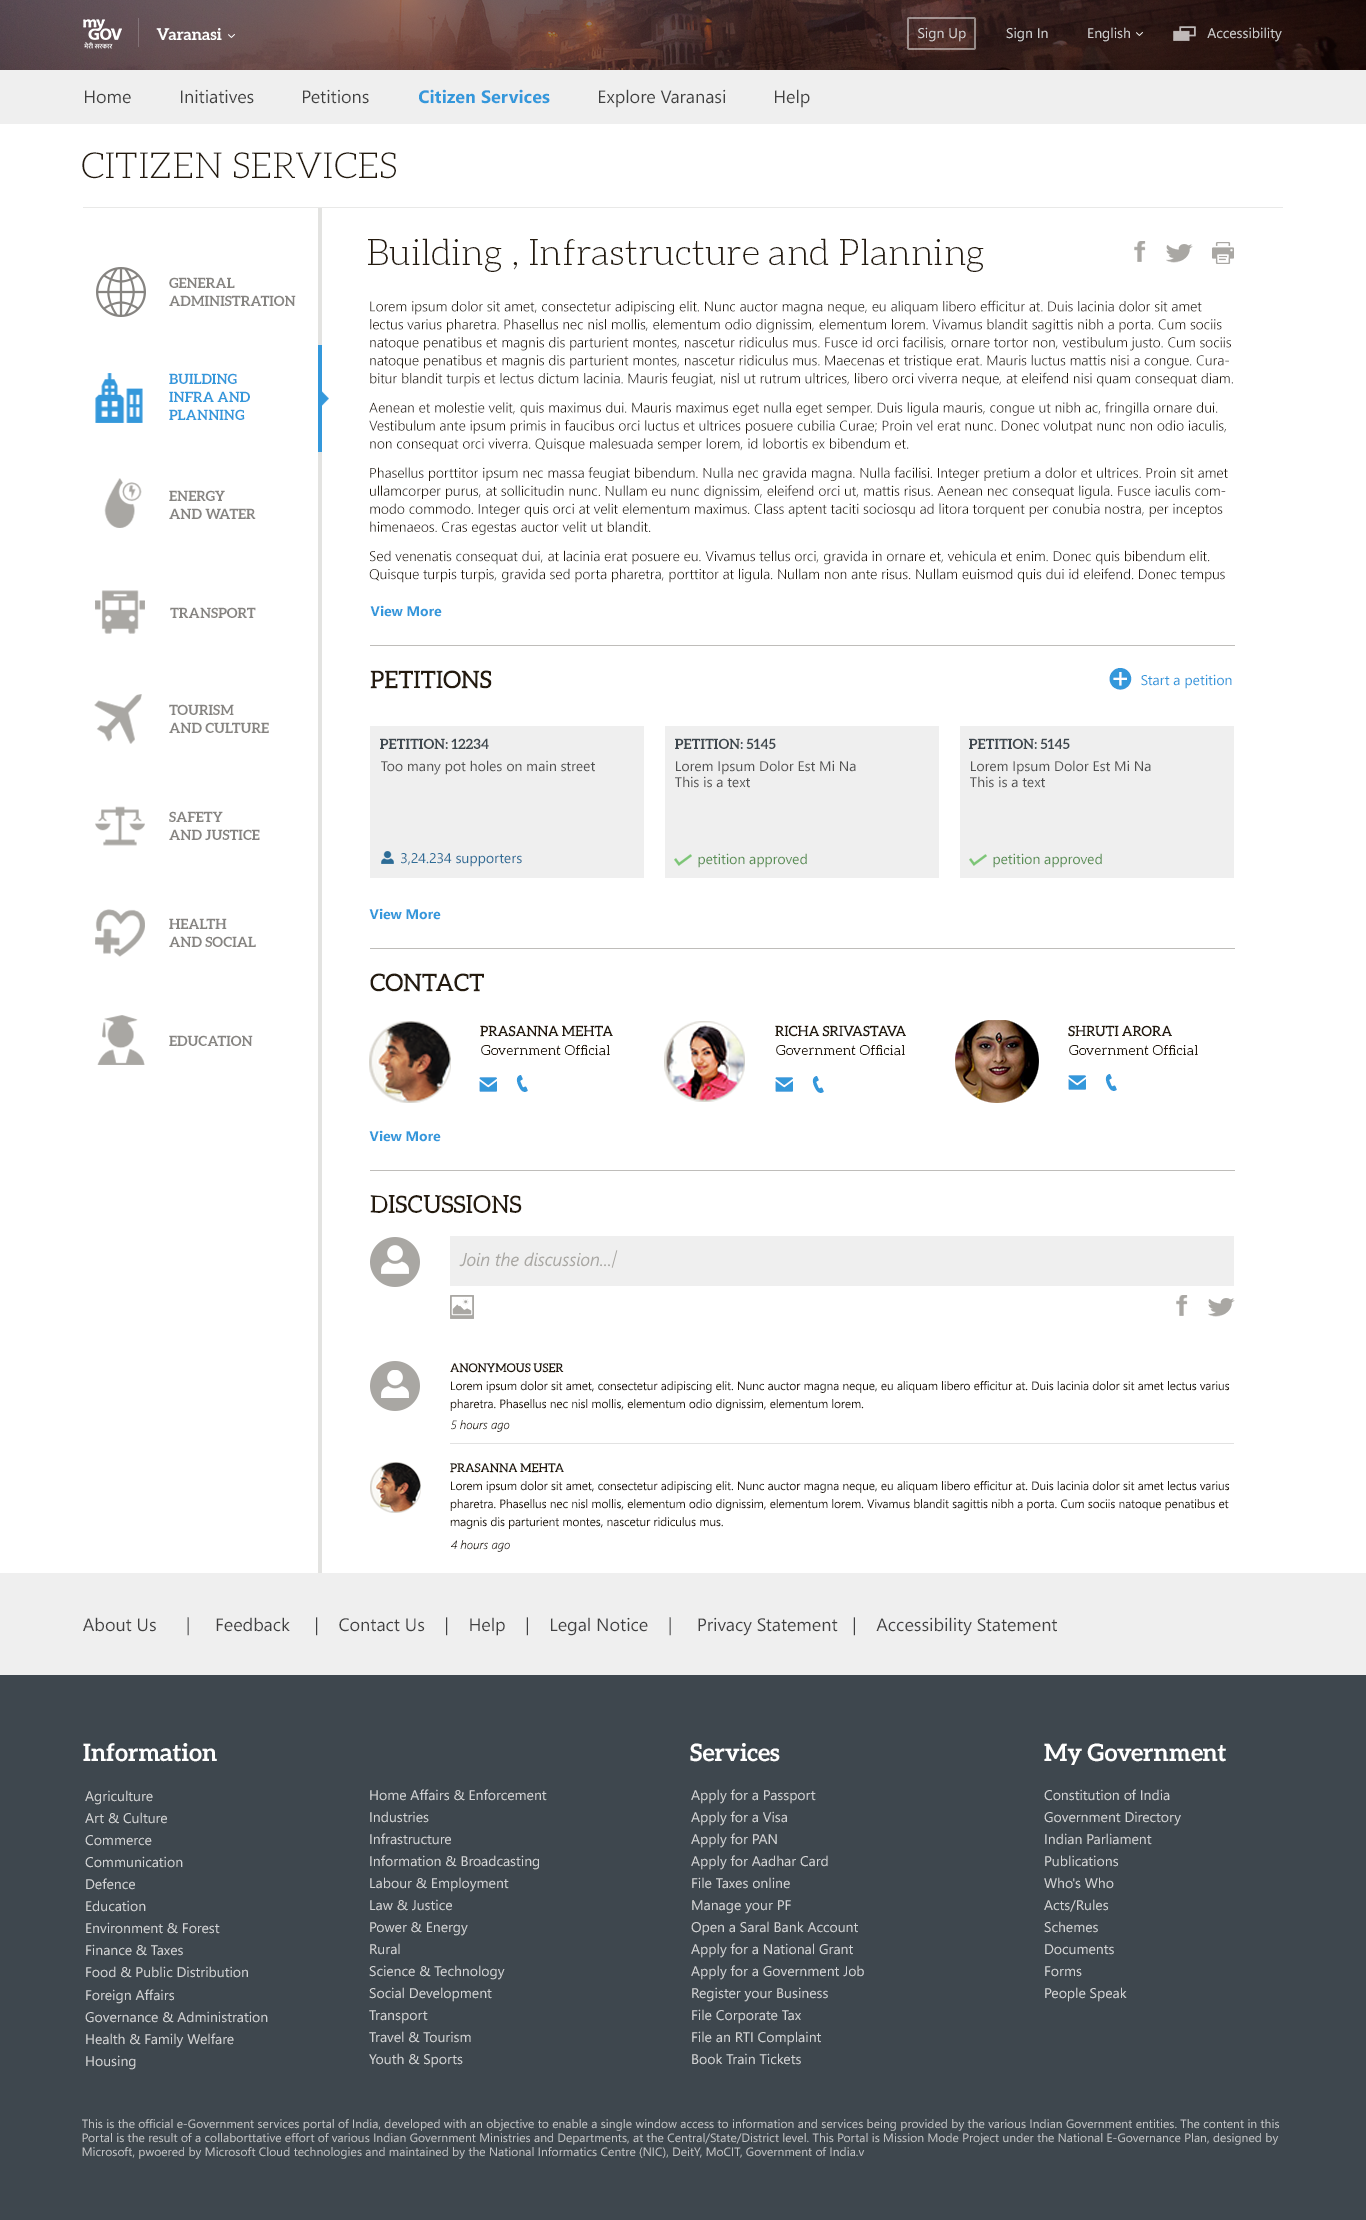 my
GOV
मेरी सरकार
Varanasi
Sign Up
Sign In
English
Accessibility
Home
Initiatives
Petitions
Citizen Services
Explore Varanasi
Help
CITIZEN SERVICES
GENERAL
ADMINISTRATION
BUILDING
INFRA AND
PLANNING
ENERGY
AND WATER
TRANSPORT
TOURISM
AND CULTURE
SAFETY
AND JUSTICE
HEALTH
AND SOCIAL
EDUCATION
Building , Infrastructure and Planning
Lorem ipsum dolor sit amet, consectetur adipiscing elit. Nunc auctor magna neque, eu aliquam libero efficitur at. Duis lacinia dolor sit amet
lectus varius pharetra. Phasellus nec nisl mollis, elementum odio dignissim, elementum lorem. Vivamus blandit sagittis nibh a porta. Cum sociis
natoque penatibus et magnis dis parturient montes, nascetur ridiculus mus. Fusce id orci facilisis, ornare tortor non, vestibulum justo. Cum sociis
natoque penatibus et magnis dis parturient montes, nascetur ridiculus mus. Maecenas et tristique erat. Mauris luctus mattis nisi a congue. Cura-
bitur blandit turpis et lectus dictum lacinia. Mauris feugiat, nisl ut rutrum ultrices, libero orci viverra neque, at eleifend nisi quam consequat diam.
Aenean et molestie velit, quis maximus dui. Mauris maximus eget nulla eget semper. Duis ligula mauris, congue ut nibh ac, fringilla ornare dui.
Vestibulum ante ipsum primis in faucibus orci luctus et ultrices posuere cubilia Curae; Proin vel erat nunc. Donec volutpat nunc non odio iaculis,
non consequat orci viverra. Quisque malesuada semper lorem, id lobortis ex bibendum et.
Phasellus porttitor ipsum nec massa feugiat bibendum. Nulla nec gravida magna. Nulla facilisi. Integer pretium a dolor et ultrices. Proin sit amet
ullamcorper purus, at sollicitudin nunc. Nullam eu nunc dignissim, eleifend orci ut, mattis risus. Aenean nec consequat ligula. Fusce iaculis com-
modo commodo. Integer quis orci at velit elementum maximus. Class aptent taciti sociosqu ad litora torquent per conubia nostra, per inceptos
himenaeos. Cras egestas auctor velit ut blandit.
Sed venenatis consequat dui, at lacinia erat posuere eu. Vivamus tellus orci, gravida in ornare et, vehicula et enim. Donec quis bibendum elit.
Quisque turpis turpis, gravida sed porta pharetra, porttitor at ligula. Nullam non ante risus. Nullam euismod quis dui id eleifend. Donec tempus
View More
PETITIONS
Start a petition
PETITION: 12234
Too many pot holes on main street
3,24.234 supporters
PETITION: 5145
Lorem Ipsum Dolor Est Mi Na
This is a text
petition approved
PETITION: 5145
Lorem Ipsum Dolor Est Mi Na
This is a text
petition approved
View More
CONTACT
PRASANNA MEHTA
Government Official
RICHA SRIVASTAVA
Government Official
SHRUTI ARORA
Government Official
View More
DISCUSSIONS
Join the discussion.../
ANONYMOUS USER
Lorem ipsum dolor sit amet, consectetur adipiscing elit. Nunc auctor magna neque, eu aliquam libero efficitur at. Duis lacinia dolor sit amet lectus varius
pharetra. Phasellus nec nisl mollis, elementum odio dignissim, elementum lorem.
5 hours ago
PRASANNA MEHTA
Lorem ipsum dolor sit amet, consectetur adipiscing elit. Nunc auctor magna neque, eu aliquam libero efficitur at. Duis lacinia dolor sit amet lectus varius
pharetra. Phasellus nec nisl mollis, elementum odio dignissim, elementum lorem. Vivamus blandit sagittis nibh a porta. Cum sociis natoque penatibus et
magnis dis parturient montes, nascetur ridiculus mus.
4 hours ago
About Us | Feedback | Contact Us | Help | Legal Notice | Privacy Statement | Accessibility Statement
Information
Agriculture
Art & Culture
Commerce
Communication
Defence
Education
Environment & Forest
Finance & Taxes
Food & Public Distribution
Foreign Affairs
Governance & Administration
Health & Family Welfare
Housing
Home Affairs & Enforcement
Industries
Infrastructure
Information & Broadcasting
Labour & Employment
Law & Justice
Power & Energy
Rural
Science & Technology
Social Development
Transport
Travel & Tourism
Youth & Sports
Services
Apply for a Passport
Apply for a Visa
Apply for PAN
Apply for Aadhar Card
File Taxes online
Manage your PF
Open a Saral Bank Account
Apply for a National Grant
Apply for a Government Job
Register your Business
File Corporate Tax
File an RTI Complaint
Book Train Tickets
My Government
Constitution of India
Government Directory
Indian Parliament
Publications
Who's Who
Acts/Rules
Schemes
Documents
Forms
People Speak
This is the official e-Government services portal of India, developed with an objective to enable a single window access to information and services being provided by the various Indian Government entities. The content in this
Portal is the result of a collaborttative effort of various Indian Government Ministries and Departments, at the Central/State/District level. This Portal is Mission Mode Project under the National E-Governance Plan, designed by
Microsoft, pwoered by Microsoft Cloud technologies and maintained by the National Informatics Centre (NIC), DeitY, MoCIT, Government of India.v